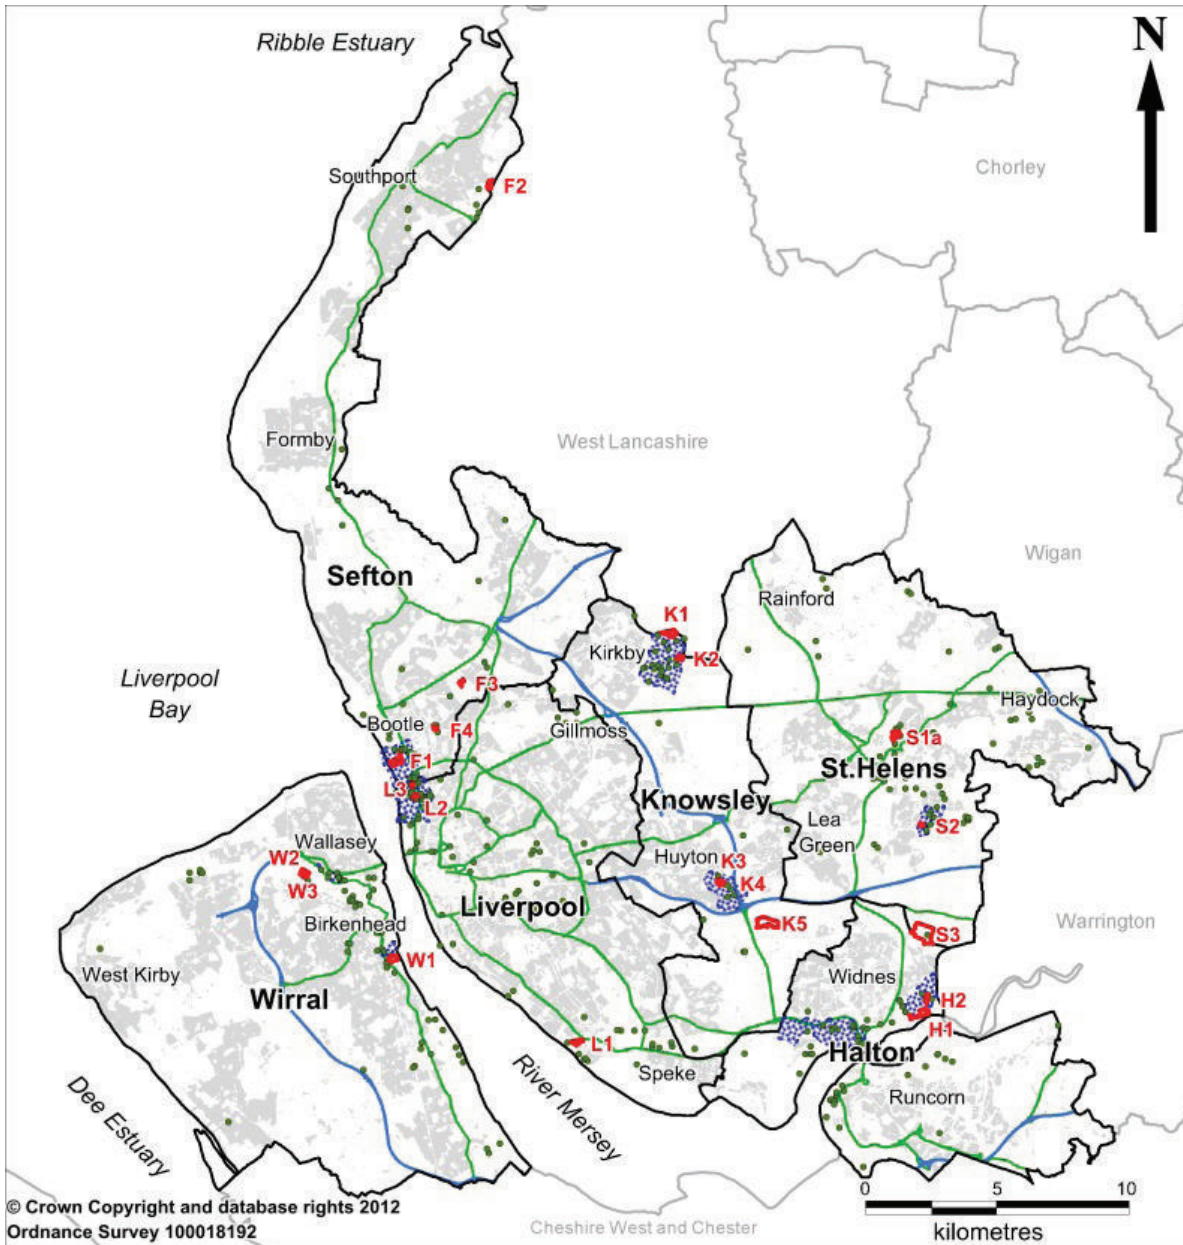 Ribble Estuary
N
Chorley
Southport
F2
Formby
West Lancashire
Wigan
Sefton
Rainford
K1
Kirkby
K2
Liverpool
Bay
F3
Haydock
Bootle
F4
Gillmoss
S1a
F1
St.Helens
L3
Knowsley
L2
Lea
Green
S2
Wallasey
W2
Huyton
K3
W3
K4
Liverpool
Birkenhead
K5
Warrington
S3
W1
West Kirby
Widnes
Wirral
H2
H1
L1
Halton
Speke
Runcorn
Dee Estuary
River Mersey
0 5 10
kilometres
© Crown Copyright and database rights 2012
Ordnance Survey 100018192
Cheshire West and Chester